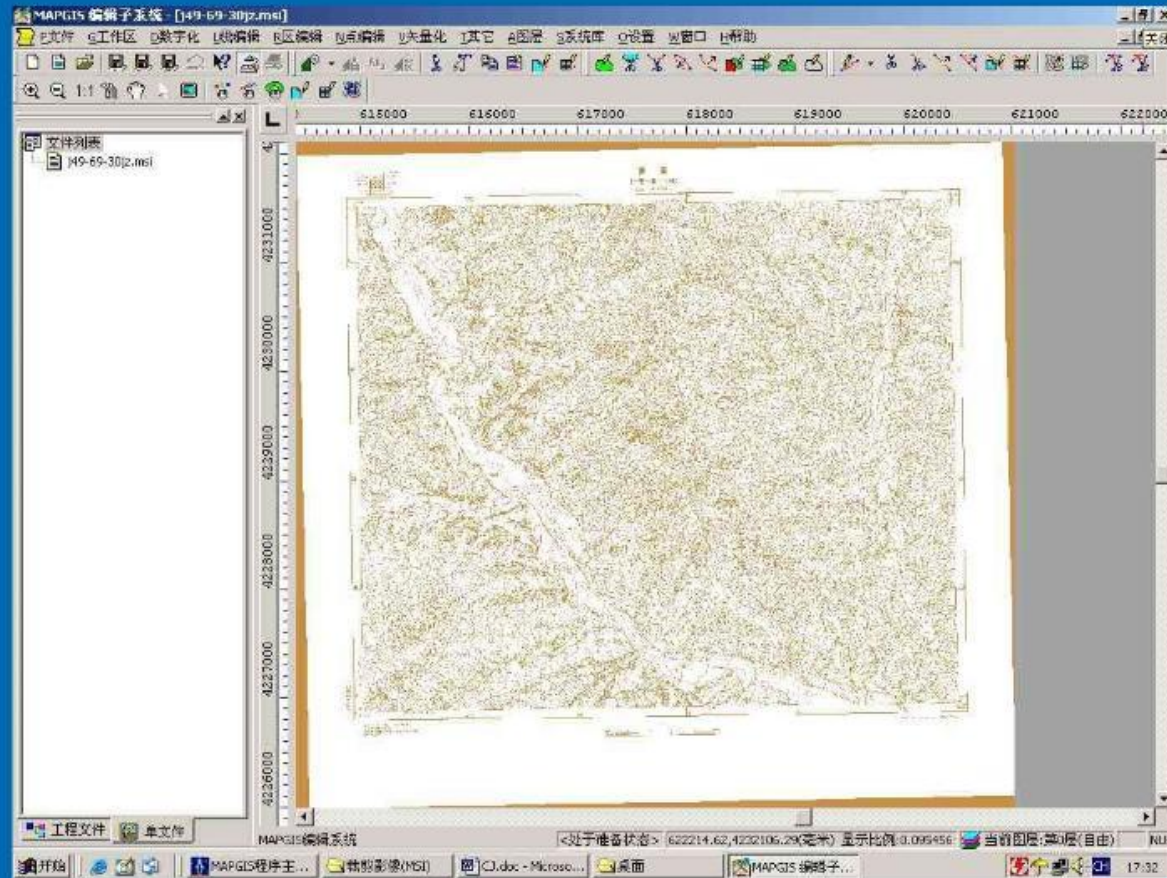 MAPGIS 编辑子系统 - [j49-69-30jz.msi]
F文件 G工作区 D数字化 L线编辑 R区编辑 N点编辑 V矢量化 T其它 A图层 S系统库 O设置 W窗口 H帮助
1:1
615000 616000 617000 618000 619000 620000 621000 622000
文件列表
j49-69-30jz.msi
4231000
4230000
4229000
4228000
4227000
4226000
工程文件 单文件
MAPGIS编辑系统 <处于准备状态> 622214.62,4232106.29(毫米) 显示比例:0.095456 当前图层:第0层(自由) NU
开始 MAPGIS程序主... 裁剪影像(MSI) CJ.doc - Microso... 桌面 MAPGIS 编辑子... CH 17:32